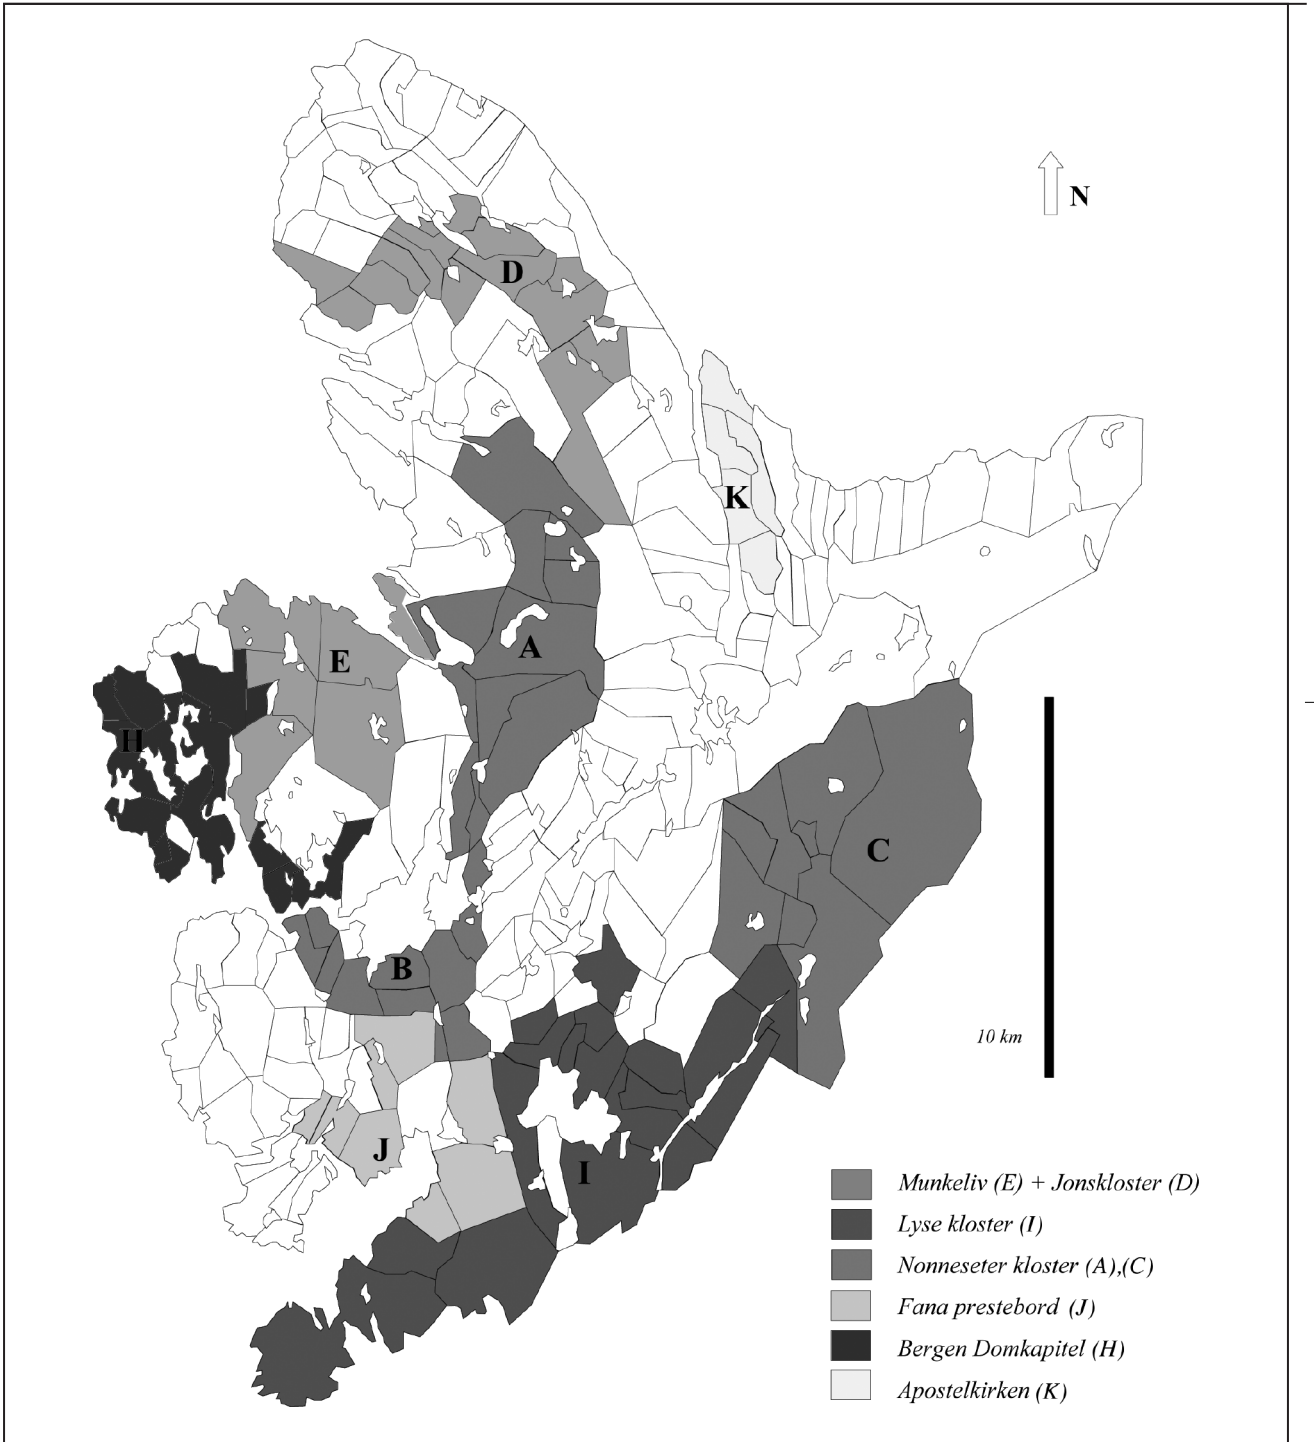 N
D
K
A
E
H
C
B
10 km
J
I
Munkeliv (E) + Jonskloster (D)
Lyse kloster (I)
Nonneseter kloster (A),(C)
Fana prestebord (J)
Bergen Domkapitel (H)
Apostelkirken (K)